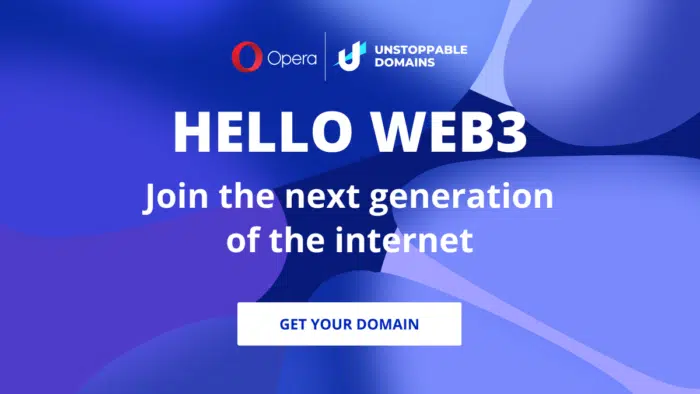 Opera
UNSTOPPABLE
DOMAINS
HELLO WEB3
Join the next generation
of the internet
GET YOUR DOMAIN